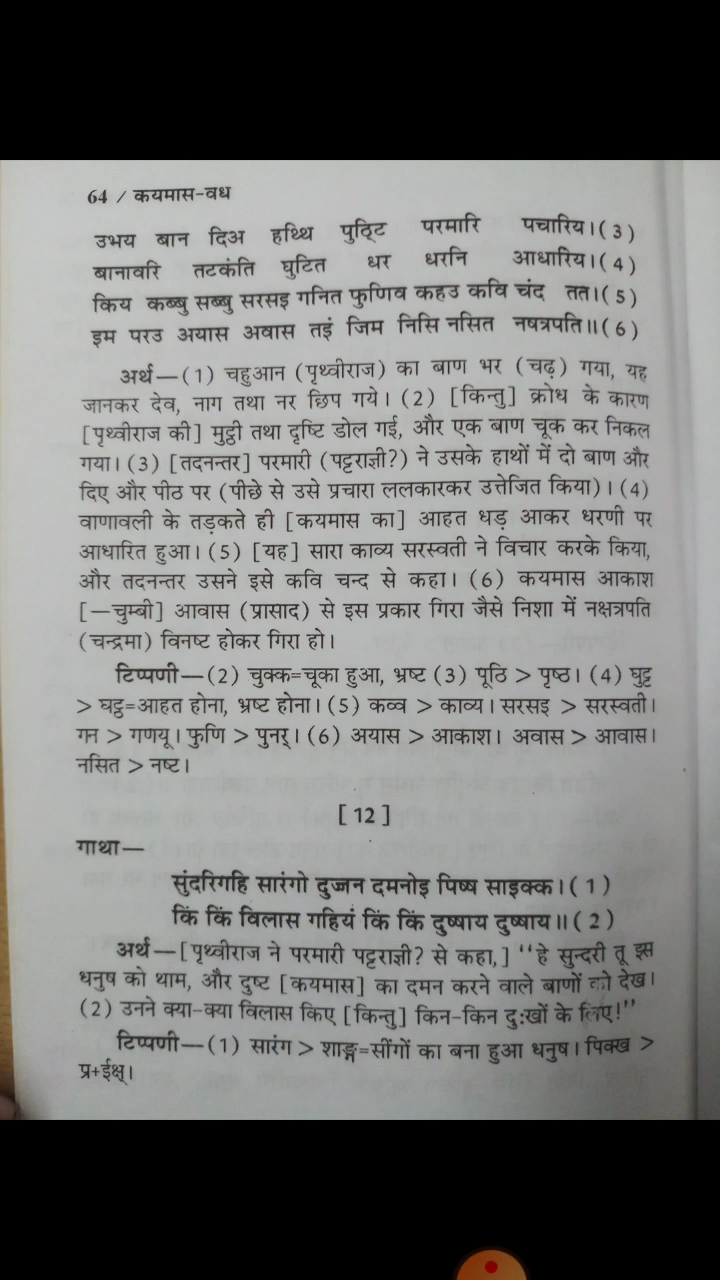 64 / कयमास-वध
उभय बान दिअ हथ्थि पुठ्टि परमारि पचारिय।(3)
बानावरि तटकंति घुटित धर धरनि आधारिय।(4)
किय कब्बु सब्बु सरसइ गनित फुणिव कहउ कवि चंद तत।(5)
इम परउ अयास अवास तइं जिम निसि नसित नषत्रपति॥(6)
अर्थ—(1) चहुआन (पृथ्वीराज) का बाण भर (चढ़) गया, यह
जानकर देव, नाग तथा नर छिप गये। (2) [किन्तु] क्रोध के कारण
[पृथ्वीराज की] मुट्ठी तथा दृष्टि डोल गई, और एक बाण चूक कर निकल
गया। (3) [तदनन्तर] परमारी (पट्टराज्ञी?) ने उसके हाथों में दो बाण और
दिए और पीठ पर (पीछे से उसे प्रचारा ललकारकर उत्तेजित किया)। (4)
वाणावली के तड़कते ही [कयमास का] आहत धड़ आकर धरणी पर
आधारित हुआ। (5) [यह] सारा काव्य सरस्वती ने विचार करके किया,
और तदनन्तर उसने इसे कवि चन्द से कहा। (6) कयमास आकाश
[—चुम्बी] आवास (प्रासाद) से इस प्रकार गिरा जैसे निशा में नक्षत्रपति
(चन्द्रमा) विनष्ट होकर गिरा हो।
टिप्पणी—(2) चुक्क=चूका हुआ, भ्रष्ट (3) पूठि > पृष्ठ। (4) घुट्ट
> घट्ठ=आहत होना, भ्रष्ट होना। (5) कव्व > काव्य। सरसइ > सरस्वती।
गन > गणयू। फुणि > पुनर्। (6) अयास > आकाश। अवास > आवास।
नसित > नष्ट।
[ 12 ]
गाथा—
सुंदरिगहि सारंगो दुज्जन दमनोइ पिष्ष साइक्क।(1)
किं किं विलास गहियं किं किं दुष्षाय दुष्षाय॥(2)
अर्थ—[पृथ्वीराज ने परमारी पट्टराज्ञी? से कहा,] ‘‘हे सुन्दरी तू इस
धनुष को थाम, और दुष्ट [कयमास] का दमन करने वाले बाणों को देख।
(2) उनने क्या-क्या विलास किए [किन्तु] किन-किन दुःखों के लिए!’’
टिप्पणी—(1) सारंग > शाङ्ग=सींगों का बना हुआ धनुष। पिक्ख >
प्र+ईक्ष्।